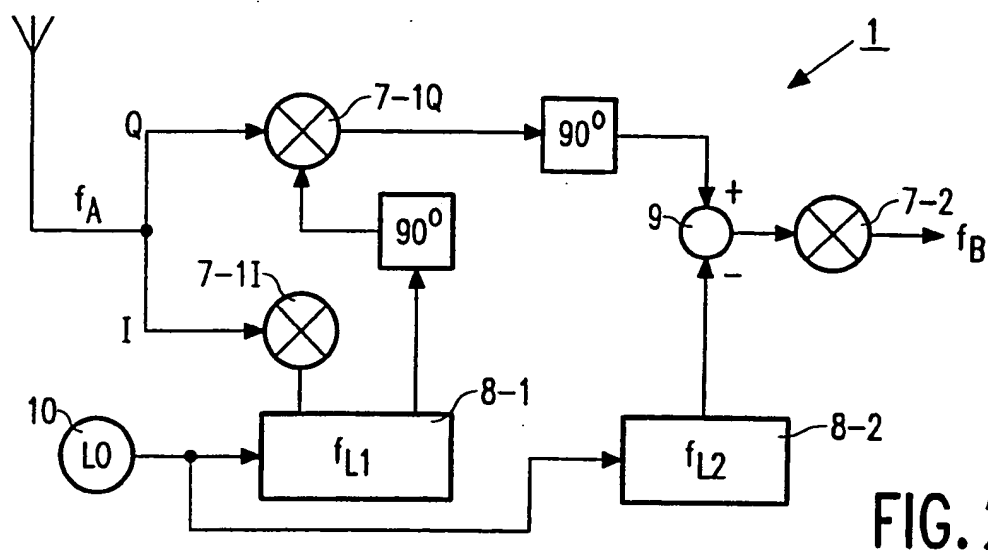 1
7-1Q
Q
90°
+
f_A
90°
9
7-2
f_B
-
7-1I
I
8-1
10
LO
f_L1
8-2
f_L2
FIG.